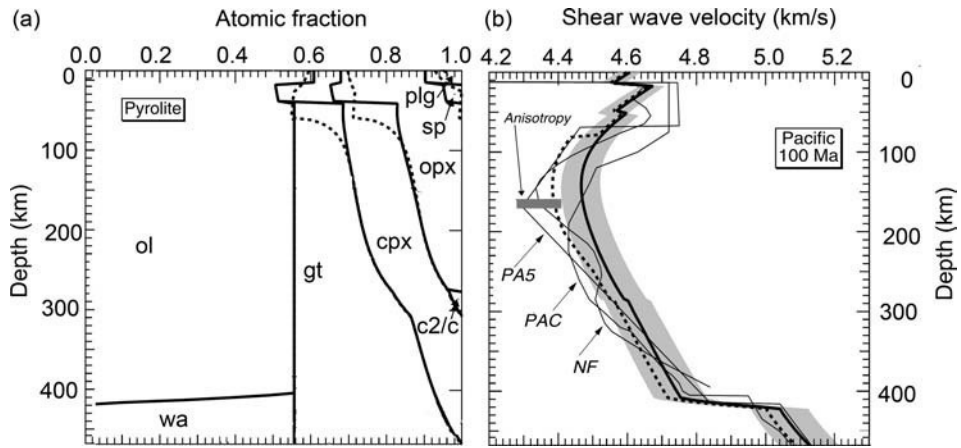 (a)
Atomic fraction
0.0 0.2 0.4 0.6 0.8 1.0
0
100
200
300
400
Depth (km)
Pyrolite
plg
sp
opx
cpx
ol
gt
c2/c
wa
(b)
Shear wave velocity (km/s)
4.2 4.4 4.6 4.8 5.0 5.2
0
100
200
300
400
Depth (km)
Anisotropy
Pacific
100 Ma
PA5
PAC
NF